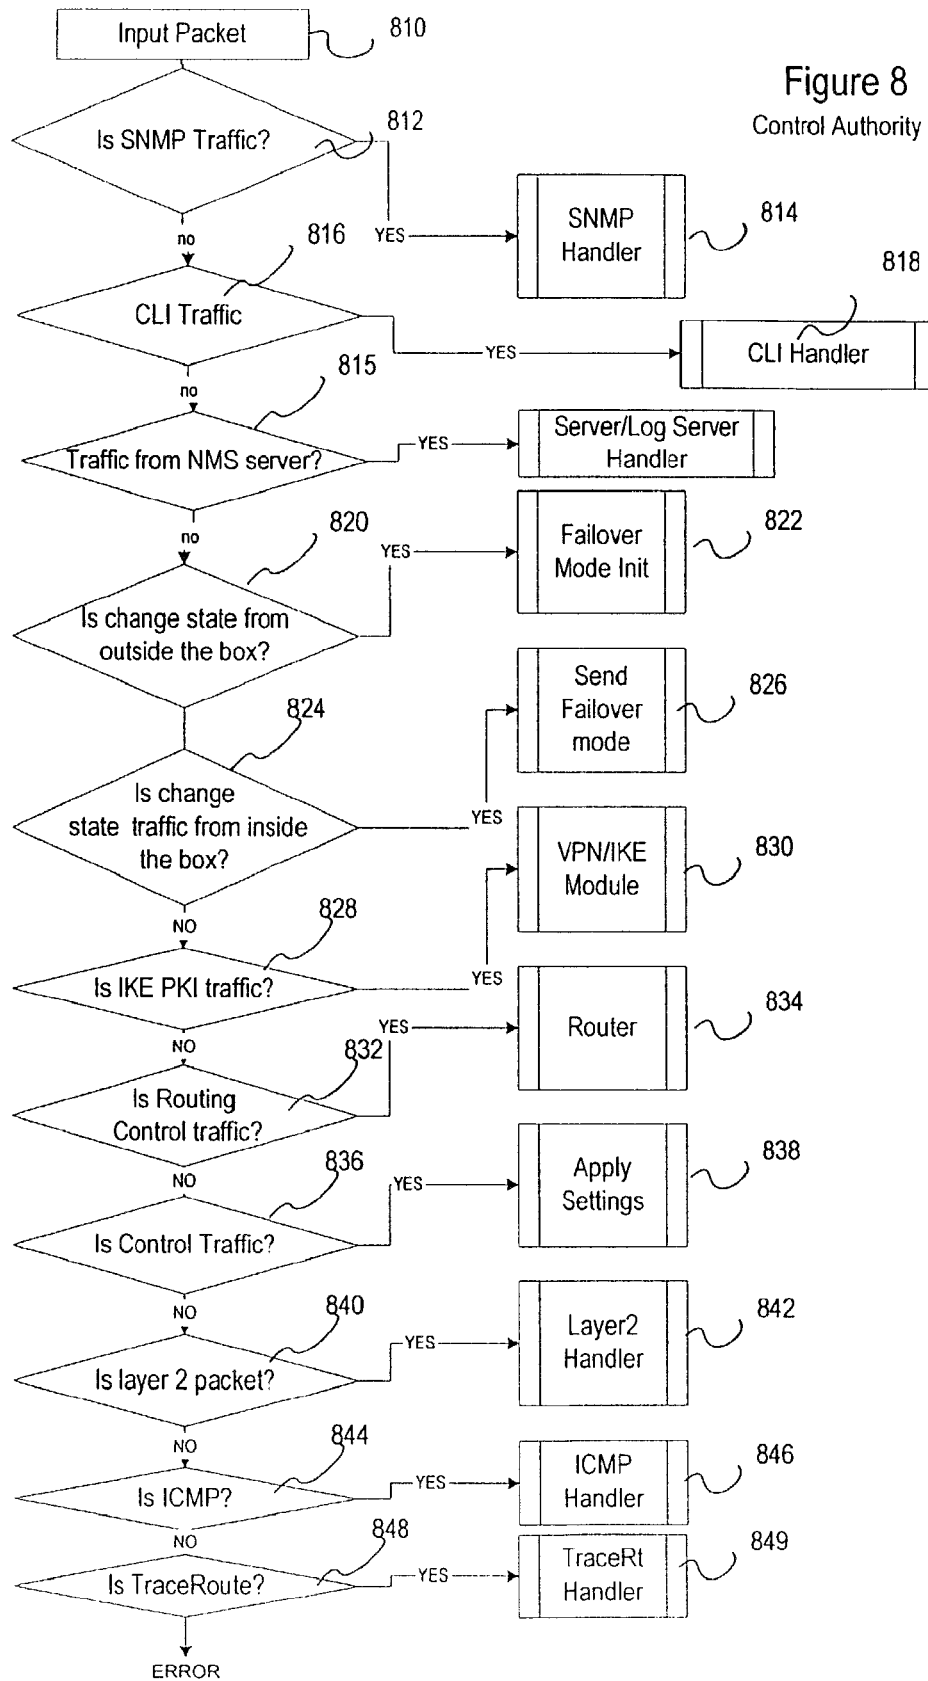 Input Packet
810
Figure 8
Control Authority
Is SNMP Traffic?
812
YES
SNMP
Handler
814
no
816
CLI Traffic
YES
818
CLI Handler
no
815
Traffic from NMS server?
YES
Server/Log Server
Handler
no
820
Is change state from
outside the box?
YES
Failover
Mode Init
822
824
Is change
state traffic from inside
the box?
YES
Send
Failover
mode
826
NO
828
Is IKE PKI traffic?
YES
VPN/IKE
Module
830
NO
832
Is Routing
Control traffic?
YES
Router
834
NO
836
Is Control Traffic?
YES
Apply
Settings
838
NO
840
Is layer 2 packet?
YES
Layer2
Handler
842
NO
844
Is ICMP?
YES
ICMP
Handler
846
NO
848
Is TraceRoute?
YES
TraceRt
Handler
849
ERROR